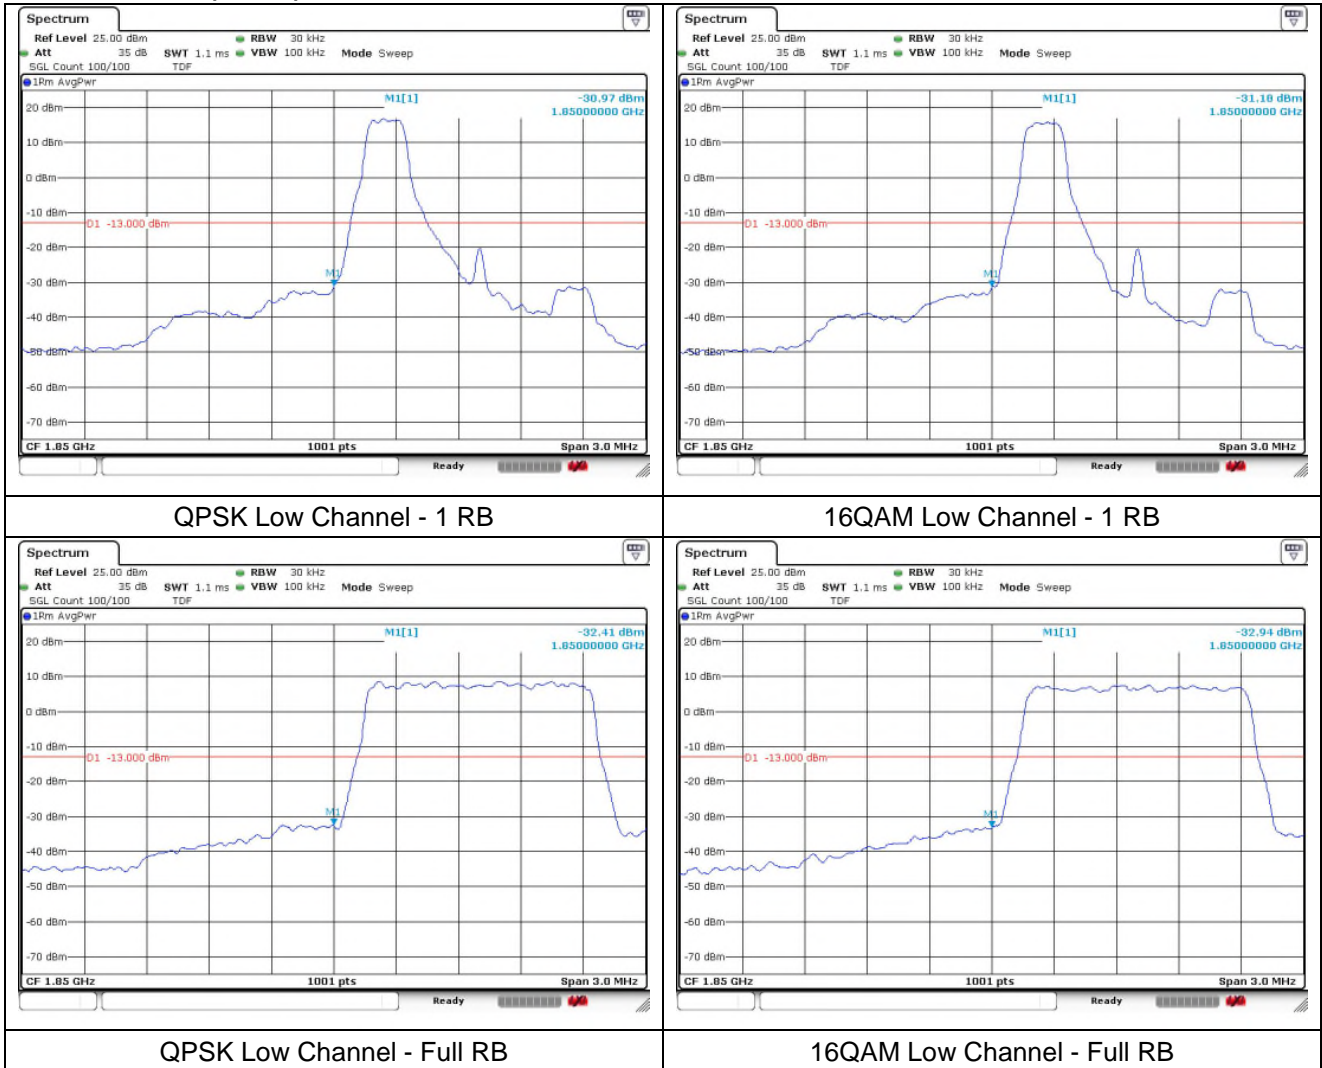 Spectrum
Ref Level 25.00 dBm RBW 30 kHz
Att 35 dB SWT 1.1 ms VBW 100 kHz Mode Sweep
SGL Count 100/100 TDF
1Rm AvgPwr
M1[1] -30.97 dBm
1.85000000 GHz
20 dBm
10 dBm
0 dBm
-10 dBm
D1 -13.000 dBm
-20 dBm
M1
-30 dBm
-40 dBm
-50 dBm
-60 dBm
-70 dBm
CF 1.85 GHz 1001 pts Span 3.0 MHz
Ready
QPSK Low Channel - 1 RB
Spectrum
Ref Level 25.00 dBm RBW 30 kHz
Att 35 dB SWT 1.1 ms VBW 100 kHz Mode Sweep
SGL Count 100/100 TDF
1Rm AvgPwr
M1[1] -31.18 dBm
1.85000000 GHz
20 dBm
10 dBm
0 dBm
-10 dBm
D1 -13.000 dBm
-20 dBm
M1
-30 dBm
-40 dBm
-50 dBm
-60 dBm
-70 dBm
CF 1.85 GHz 1001 pts Span 3.0 MHz
Ready
16QAM Low Channel - 1 RB
Spectrum
Ref Level 25.00 dBm RBW 30 kHz
Att 35 dB SWT 1.1 ms VBW 100 kHz Mode Sweep
SGL Count 100/100 TDF
1Rm AvgPwr
M1[1] -32.41 dBm
1.85000000 GHz
20 dBm
10 dBm
0 dBm
-10 dBm
D1 -13.000 dBm
-20 dBm
M1
-30 dBm
-40 dBm
-50 dBm
-60 dBm
-70 dBm
CF 1.85 GHz 1001 pts Span 3.0 MHz
Ready
QPSK Low Channel - Full RB
Spectrum
Ref Level 25.00 dBm RBW 30 kHz
Att 35 dB SWT 1.1 ms VBW 100 kHz Mode Sweep
SGL Count 100/100 TDF
1Rm AvgPwr
M1[1] -32.94 dBm
1.85000000 GHz
20 dBm
10 dBm
0 dBm
-10 dBm
D1 -13.000 dBm
-20 dBm
M1
-30 dBm
-40 dBm
-50 dBm
-60 dBm
-70 dBm
CF 1.85 GHz 1001 pts Span 3.0 MHz
Ready
16QAM Low Channel - Full RB